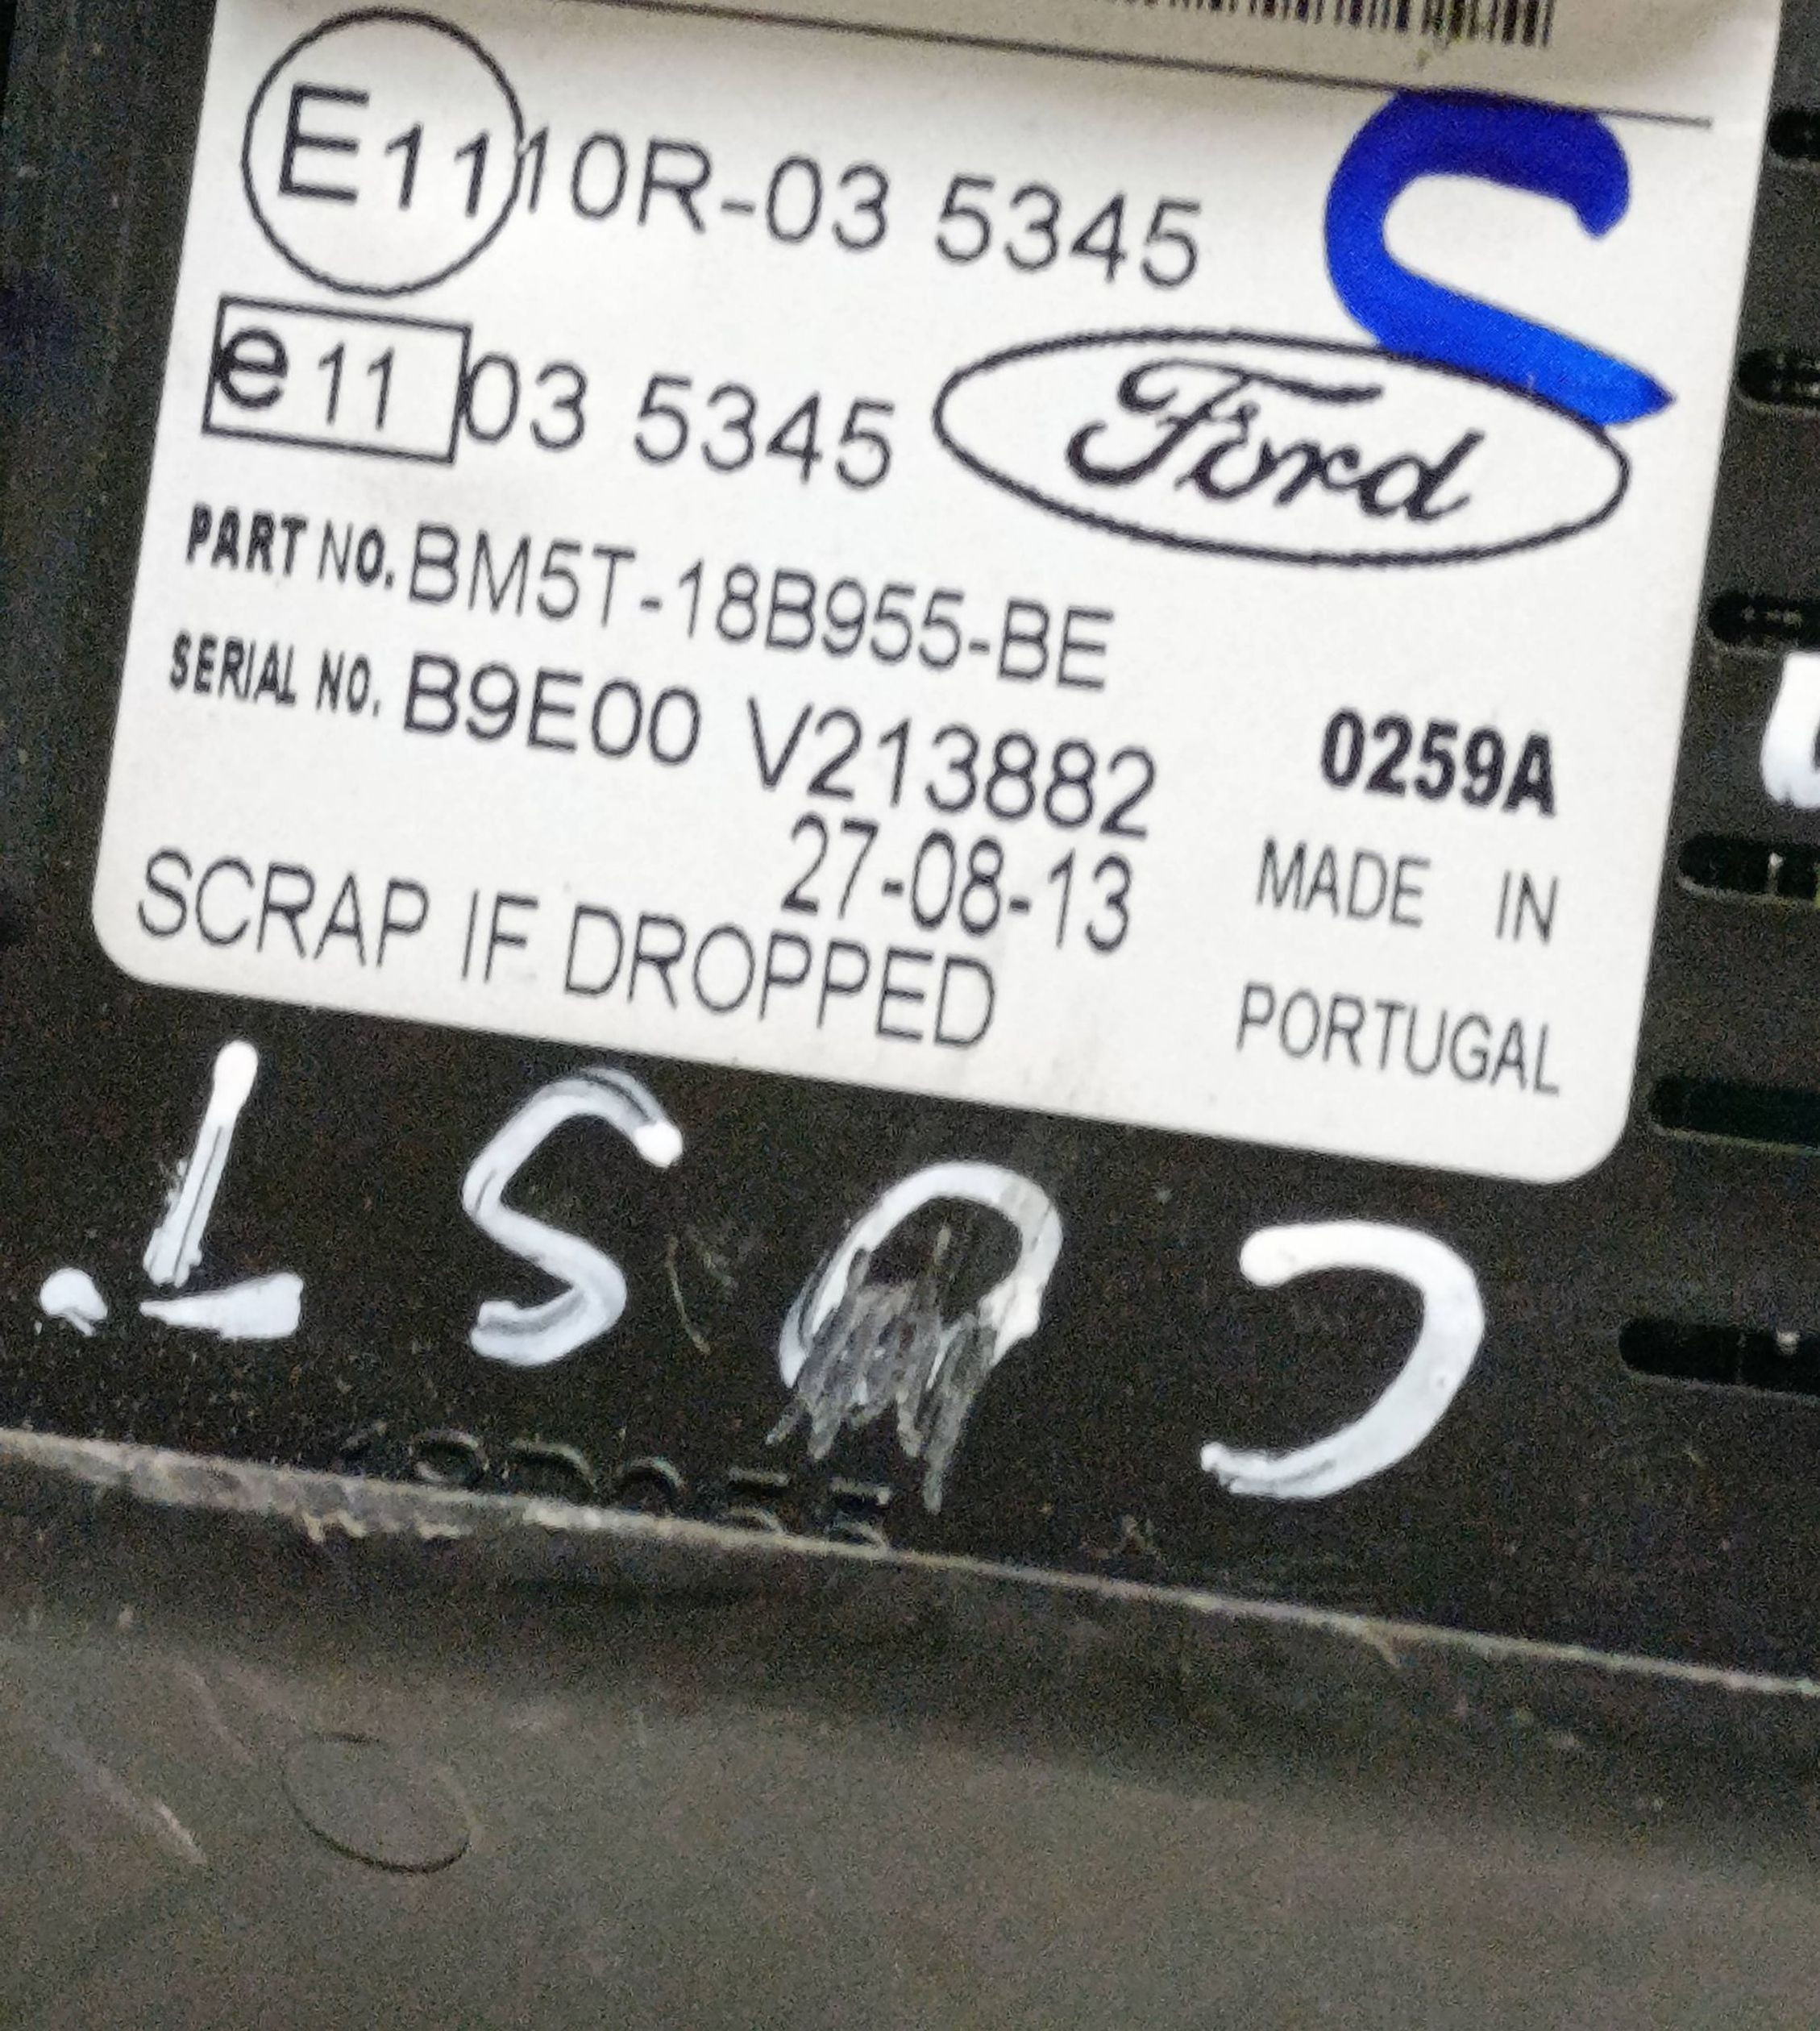 E11 10R-03 5345
e11 03 5345 Ford
PART NO. BM5T-18B955-BE
SERIAL NO. B9E00 V213882 0259A
27-08-13 MADE IN
SCRAP IF DROPPED PORTUGAL
CUST.